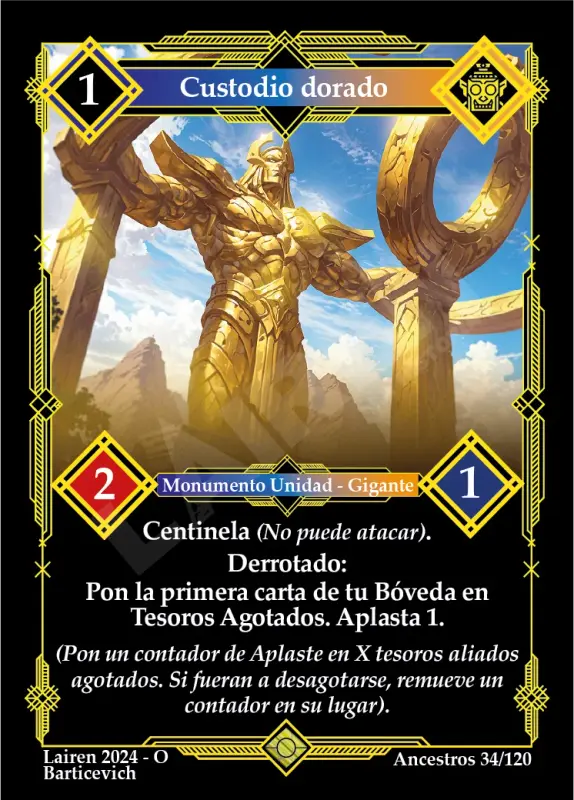 1
Custodio dorado
2
Monumento Unidad - Gigante
1
Centinela (No puede atacar).
Derrotado:
Pon la primera carta de tu Bóveda en
Tesoros Agotados. Aplasta 1.
(Pon un contador de Aplaste en X tesoros aliados
agotados. Si fueran a desagotarse, remueve un
contador en su lugar).
Lairen 2024 - O
Barticevich
Ancestros 34/120